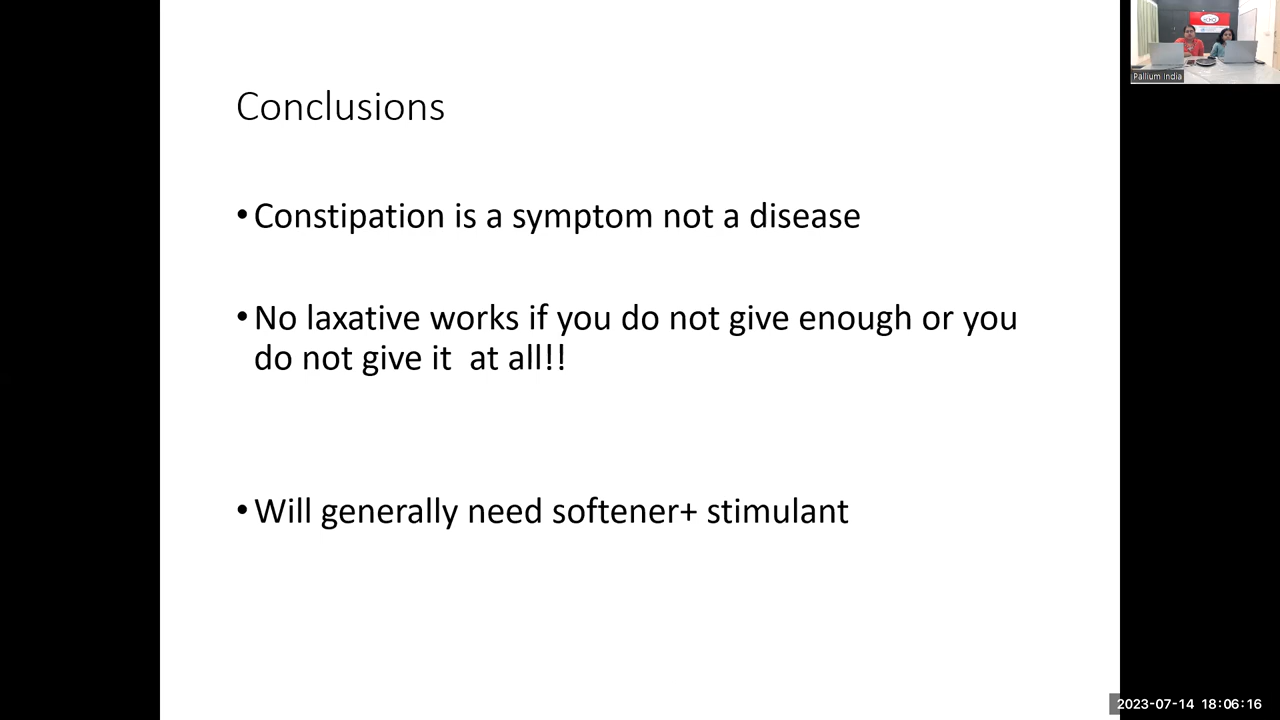 Conclusions
•Constipation is a symptom not a disease
•No laxative works if you do not give enough or you
do not give it  at all!!
•Will generally need softener+ stimulant
Pallium India
2023-07-14 18:06:16